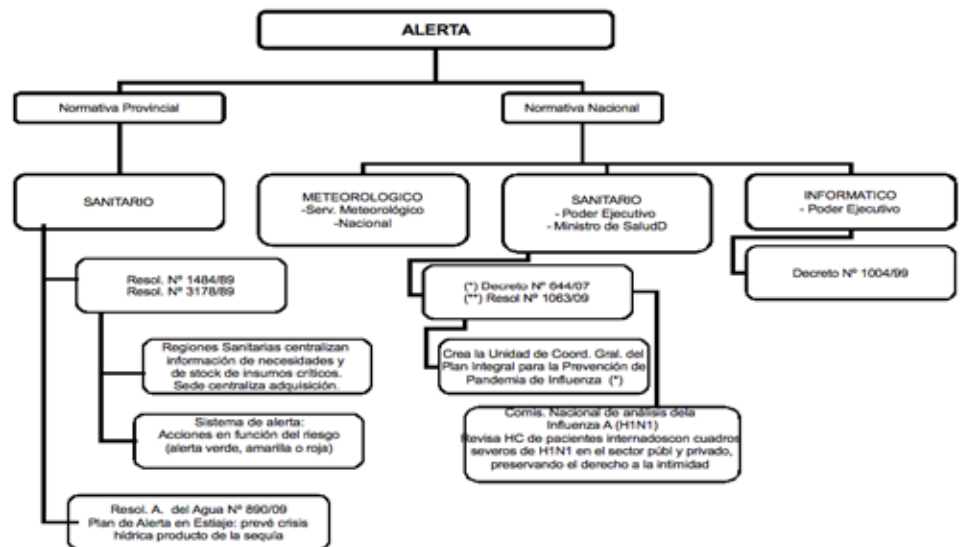 ALERTA
Normativa Provincial
Normativa Nacional
SANITARIO
METEOROLOGICO
-Serv. Meteorológico
-Nacional
SANITARIO
- Poder Ejecutivo
- Ministro de SaludD
INFORMATICO
- Poder Ejecutivo
Resol. Nº 1484/89
Resol. Nº 3178/89
(*) Decreto Nº 644/07
(**) Resol Nº 1063/09
Decreto Nº 1004/99
Regiones Sanitarias centralizan
información de necesidades y
de stock de insumos críticos.
Sede centraliza adquisición.
Crea la Unidad de Coord. Gral. del
Plan Integral para la Prevención de
Pandemia de Influenza (*)
Sistema de alerta:
Acciones en función del riesgo
(alerta verde, amarilla o roja)
Comis. Nacional de análisis dela
Influenza A (H1N1)
Revisa HC de pacientes internadoscon cuadros
severos de H1N1 en el sector públ y privado,
preservando el derecho a la intimidad
Resol. A. del Agua Nº 890/09
Plan de Alerta en Estiaje: prevé crisis
hídrica producto de la sequía